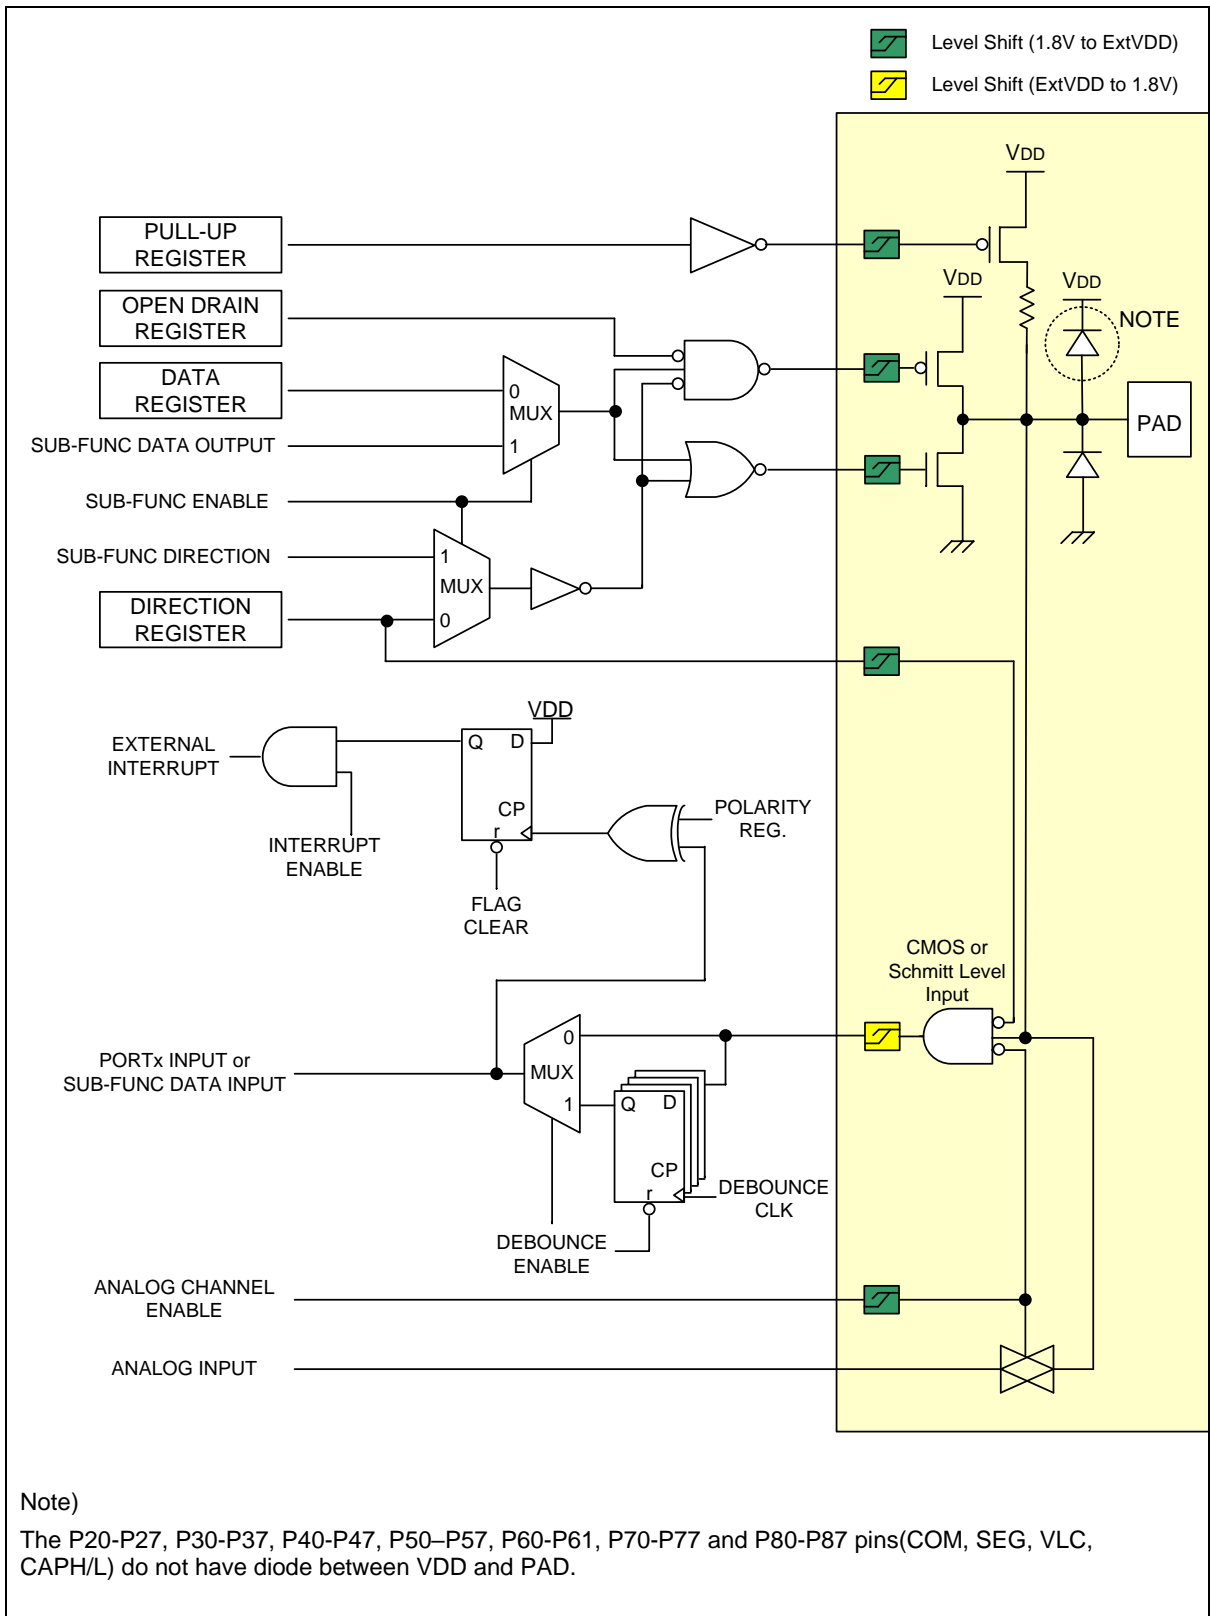 Level Shift (1.8V to ExtVDD)
Level Shift (ExtVDD to 1.8V)
VDD
PULL-UP
REGISTER
VDD
VDD
OPEN DRAIN
REGISTER
NOTE
DATA
REGISTER
0
MUX
1
PAD
SUB-FUNC DATA OUTPUT
SUB-FUNC ENABLE
SUB-FUNC DIRECTION
1
MUX
0
DIRECTION
REGISTER
VDD
EXTERNAL
INTERRUPT
Q D
CP
r
POLARITY
REG.
INTERRUPT
ENABLE
FLAG
CLEAR
CMOS or
Schmitt Level
Input
PORTx INPUT or
SUB-FUNC DATA INPUT
0
MUX
1
Q D
CP
r
DEBOUNCE
CLK
DEBOUNCE
ENABLE
ANALOG CHANNEL
ENABLE
ANALOG INPUT
Note)
The P20-P27, P30-P37, P40-P47, P50–P57, P60-P61, P70-P77 and P80-P87 pins(COM, SEG, VLC,
CAPH/L) do not have diode between VDD and PAD.